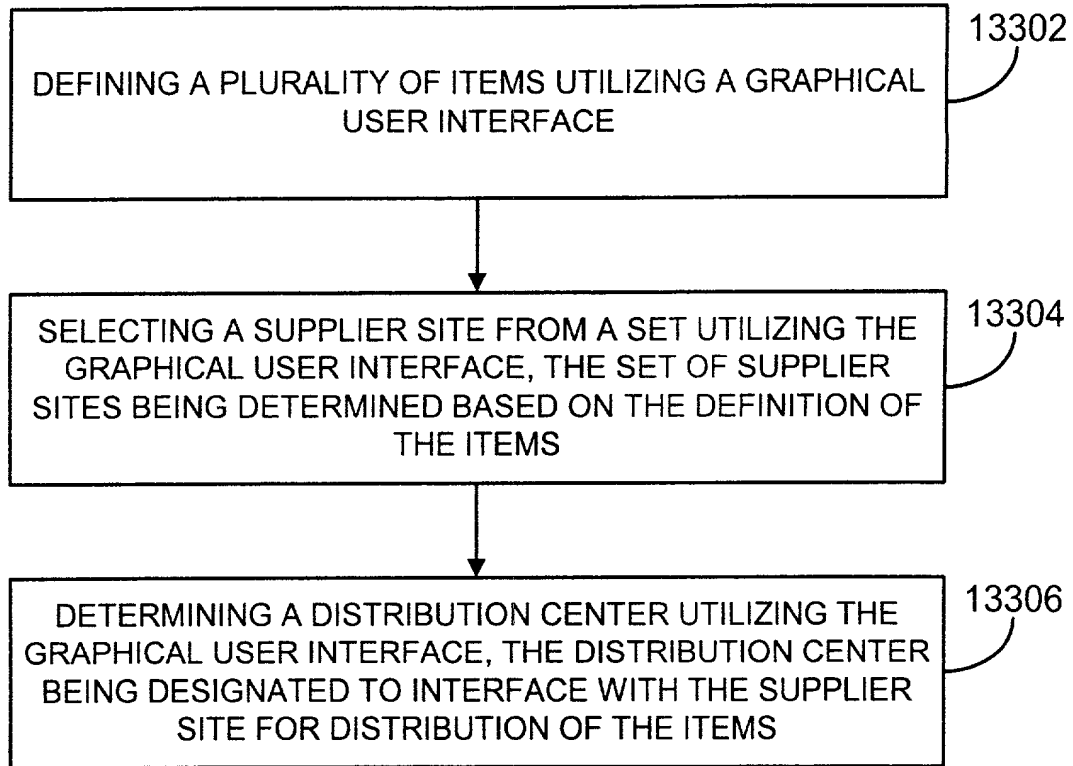 13302
DEFINING A PLURALITY OF ITEMS UTILIZING A GRAPHICAL
USER INTERFACE
13304
SELECTING A SUPPLIER SITE FROM A SET UTILIZING THE
GRAPHICAL USER INTERFACE, THE SET OF SUPPLIER
SITES BEING DETERMINED BASED ON THE DEFINITION OF
THE ITEMS
13306
DETERMINING A DISTRIBUTION CENTER UTILIZING THE
GRAPHICAL USER INTERFACE, THE DISTRIBUTION CENTER
BEING DESIGNATED TO INTERFACE WITH THE SUPPLIER
SITE FOR DISTRIBUTION OF THE ITEMS